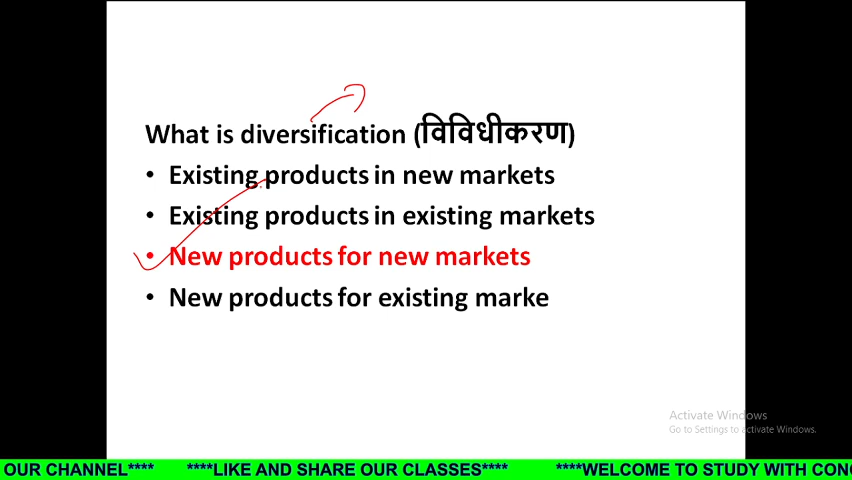 What is diversification (विविधीकरण)
• Existing products in new markets
• Existing products in existing markets
• New products for new markets
• New products for existing marke
Activate Windows
Go to Settings to activate Windows.
OUR CHANNEL**** ****LIKE AND SHARE OUR CLASSES**** ****WELCOME TO STUDY WITH CONC